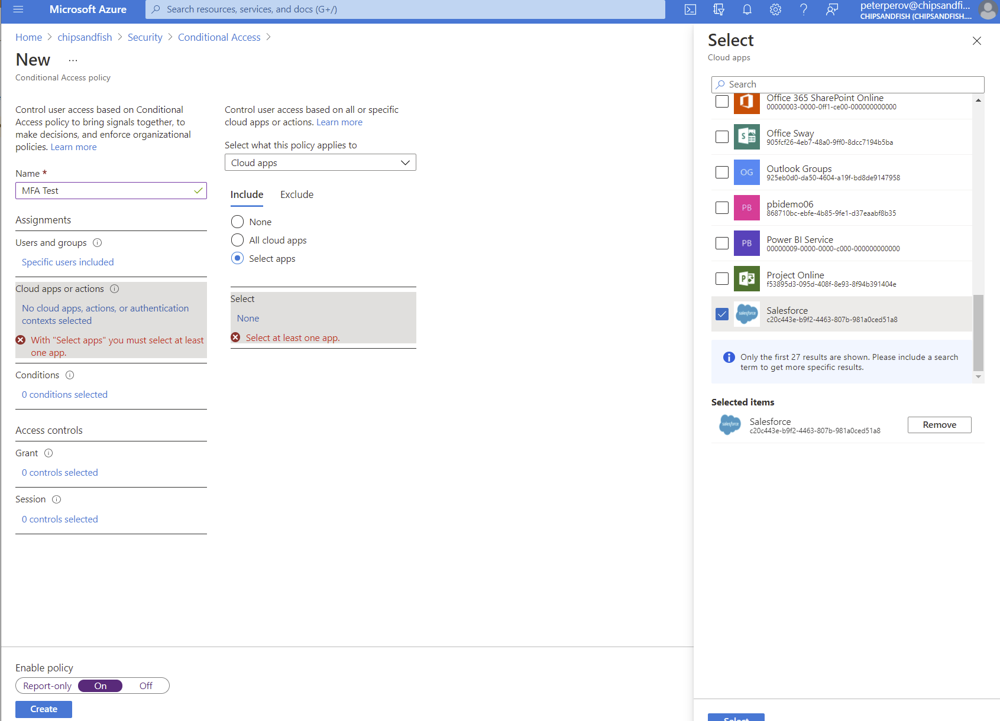 Microsoft Azure
Search resources, services, and docs (G+/)
peterperov@chipsandfi...
CHIPSANDFISH (CHIPSANDFISH....
Home > chipsandfish > Security > Conditional Access >
New ...
Conditional Access policy
Control user access based on Conditional
Access policy to bring signals together, to
make decisions, and enforce organizational
policies. Learn more
Name *
MFA Test
Assignments
Users and groups
Specific users included
Cloud apps or actions
No cloud apps, actions, or authentication
contexts selected
With "Select apps" you must select at least
one app.
Conditions
0 conditions selected
Access controls
Grant
0 controls selected
Session
0 controls selected
Control user access based on all or specific
cloud apps or actions. Learn more
Select what this policy applies to
Cloud apps
Include Exclude
None
All cloud apps
Select apps
Select
None
Select at least one app.
Enable policy
Report-only On Off
Create
Select
Cloud apps
Search
Office 365 SharePoint Online
00000003-0000-0ff1-ce00-000000000000
Office Sway
905fcf26-4eb7-48a0-9ff0-8dcc7194b5ba
OG
Outlook Groups
925eb0d0-da50-4604-a19f-bd8de9147958
PB
pbidemo06
868710bc-ebfe-4b85-9fe1-d37eaabf8b35
PB
Power BI Service
00000009-0000-0000-c000-000000000000
Project Online
f53895d3-095d-408f-8e93-8f94b391404e
salesforce
Salesforce
c20c443e-b9f2-4463-807b-981a0ced51a8
Only the first 27 results are shown. Please include a search
term to get more specific results.
Selected items
salesforce
Salesforce
c20c443e-b9f2-4463-807b-981a0ced51a8
Remove
Select